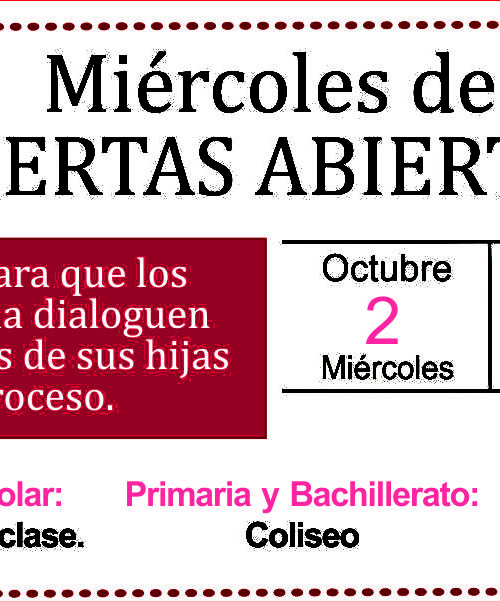 Miércoles de
ERTAS ABIERT
ara que los
a dialoguen
s de sus hijas
roceso.
Octubre
2
Miércoles
olar:
clase.
Primaria y Bachillerato:
Coliseo